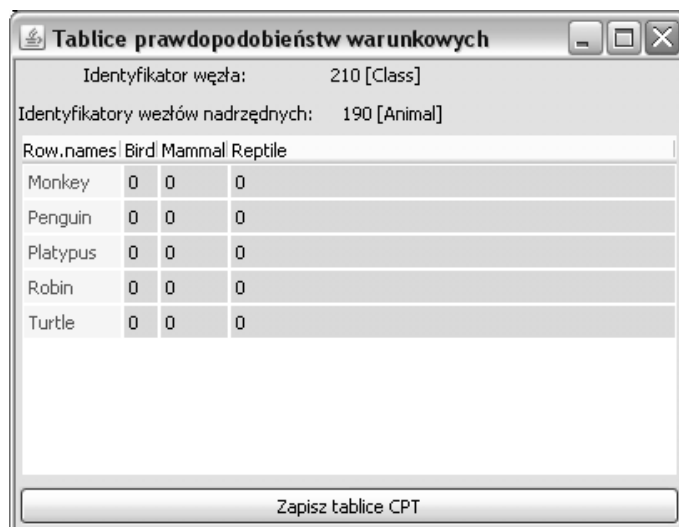 Tablice prawdopodobieństw warunkowych
Identyfikator węzła: 210 [Class]
Identyfikatory wezłów nadrzędnych: 190 [Animal]
Row.names Bird Mammal Reptile
Monkey 0 0 0
Penguin 0 0 0
Platypus 0 0 0
Robin 0 0 0
Turtle 0 0 0
Zapisz tablice CPT